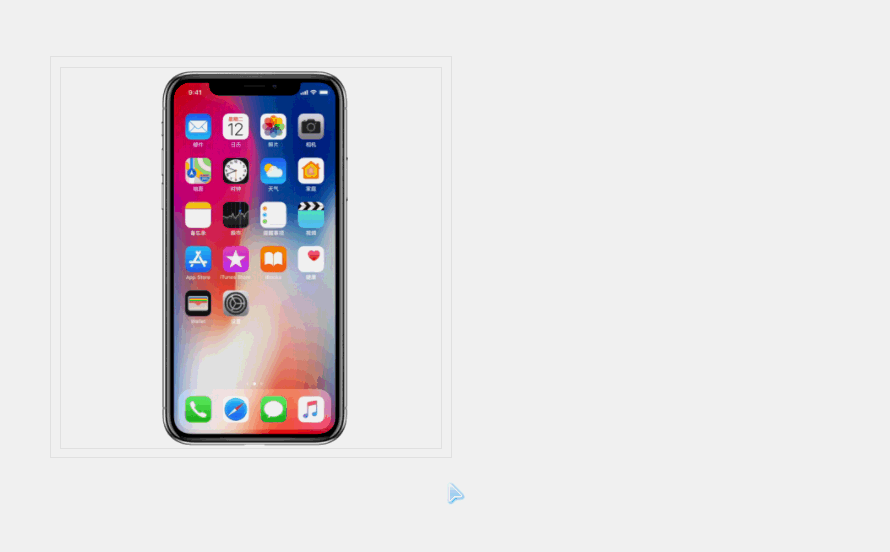 9:41
星期二
12
邮件 日历 照片 相机
地图 时钟 天气 家庭
备忘录 股市 提醒事项 视频
App Store iTunes Store iBooks 健康
Wallet 设置